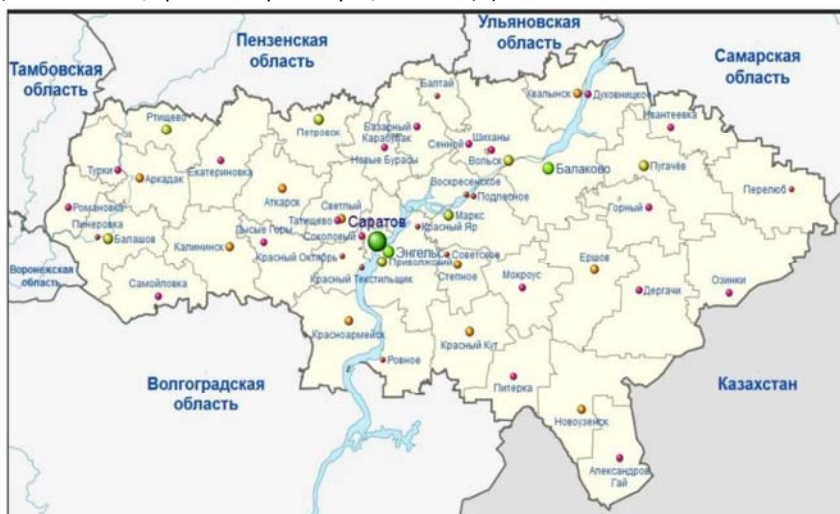 Ульяновская
область
Пензенская
область
Самарская
область
Тамбовская
область
Балтай
Хвалынск
Духовницкое
Ртищево
Петровск
Базарный
Карабулак
Ивантеевка
Сенной
Шиханы
Новые Бурасы
Вольск
Турки
Екатериновка
Балаково
Пугачёв
Аркадак
Аткарск
Воскресенское
Подлесное
Перелюб
Светлый
Татищево
Романовка
Маркс
Горный
Саратов
Пинеровка
Балашов
Лысые Горы
Соколовый
Красный Яр
Калининск
Энгельс
Красный Октябрь
Приволжский
Советское
Степное
Воронежская
область
Красный Текстильщик
Ершов
Мокроус
Самойловка
Дергачи
Озинки
Красноармейск
Красный Кут
Ровное
Питерка
Волгоградская
область
Казахстан
Новоузенск
Александров
Гай